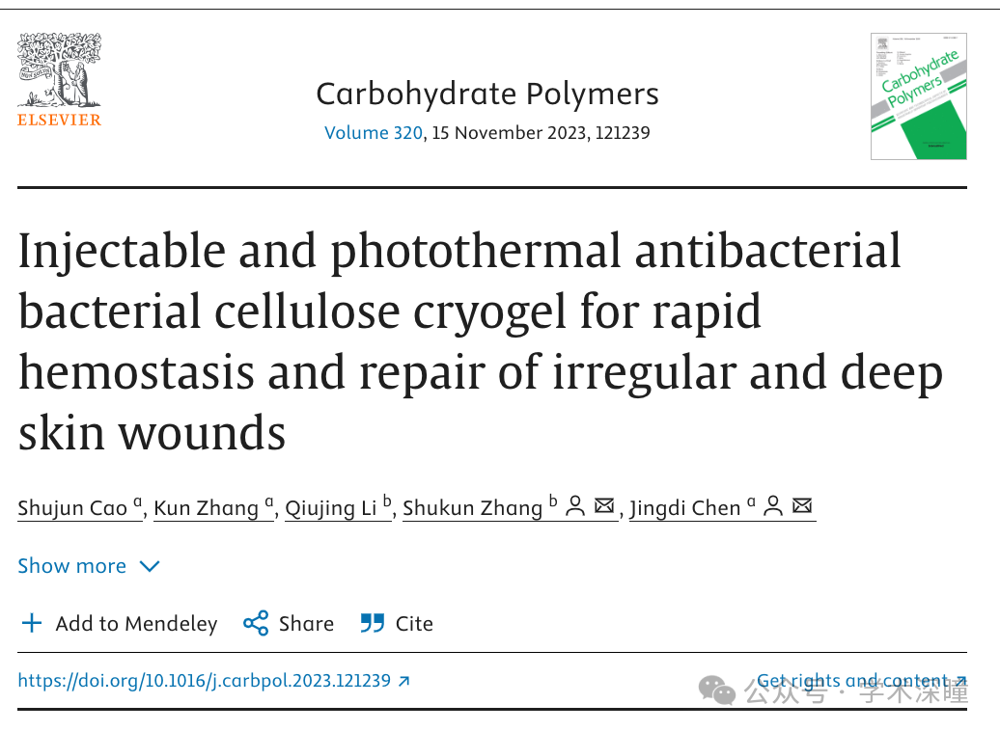 ELSEVIER
Carbohydrate Polymers
Volume 320, 15 November 2023, 121239
Carbohydrate
Polymers
Injectable and photothermal antibacterial
bacterial cellulose cryogel for rapid
hemostasis and repair of irregular and deep
skin wounds
Shujun Cao a, Kun Zhang a, Qiujing Li b, Shukun Zhang b, Jingdi Chen a
Show more
Add to Mendeley Share Cite
https://doi.org/10.1016/j.carbpol.2023.121239 Get rights and content
公众号 · 学术深瞳